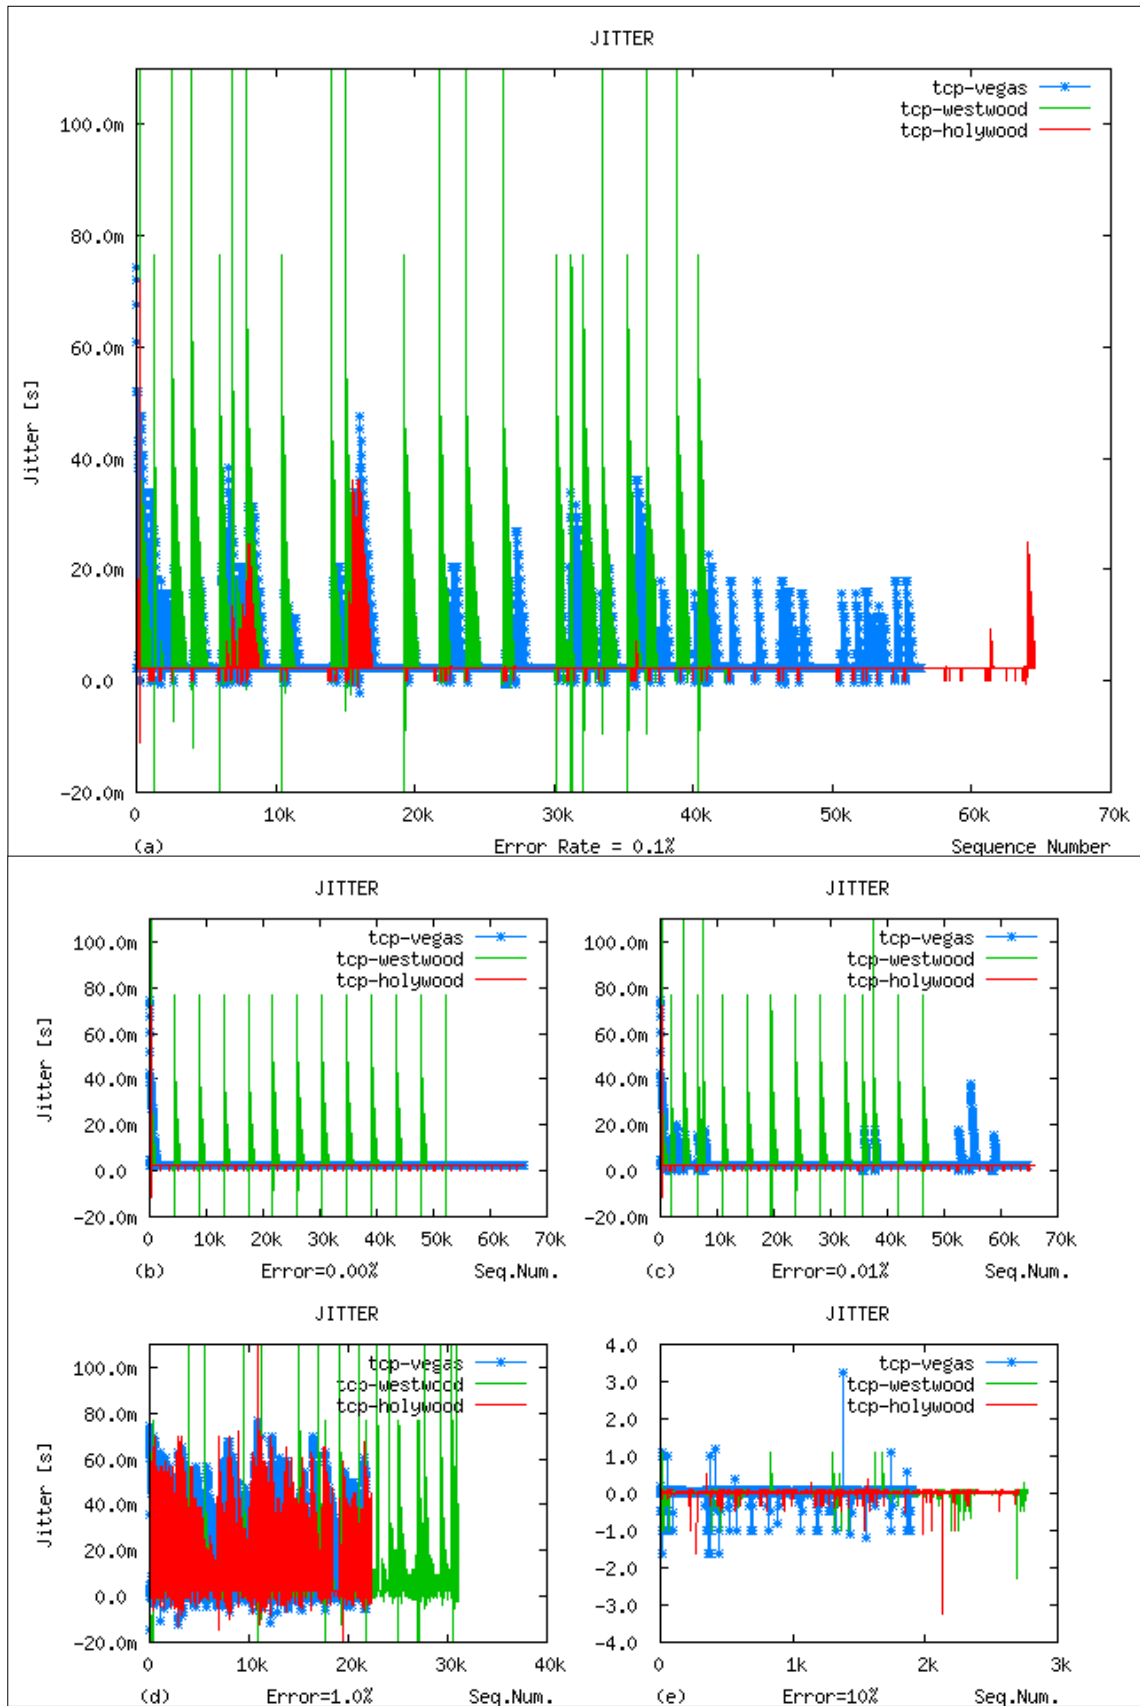 JITTER
tcp-vegas
tcp-westwood
tcp-holywood
100.0m
80.0m
60.0m
40.0m
20.0m
0.0
-20.0m
Jitter [s]
0 10k 20k 30k 40k 50k 60k 70k
(a) Error Rate = 0.1% Sequence Number
JITTER
tcp-vegas
tcp-westwood
tcp-holywood
100.0m
80.0m
60.0m
40.0m
20.0m
0.0
-20.0m
Jitter [s]
0 10k 20k 30k 40k 50k 60k 70k
(b) Error=0.00% Seq.Num.
JITTER
tcp-vegas
tcp-westwood
tcp-holywood
100.0m
80.0m
60.0m
40.0m
20.0m
0.0
-20.0m
0 10k 20k 30k 40k 50k 60k 70k
(c) Error=0.01% Seq.Num.
JITTER
tcp-vegas
tcp-westwood
tcp-holywood
100.0m
80.0m
60.0m
40.0m
20.0m
0.0
-20.0m
Jitter [s]
0 10k 20k 30k 40k
(d) Error=1.0% Seq.Num.
JITTER
tcp-vegas
tcp-westwood
tcp-holywood
4.0
3.0
2.0
1.0
0.0
-1.0
-2.0
-3.0
-4.0
0 1k 2k 3k
(e) Error=10% Seq.Num.